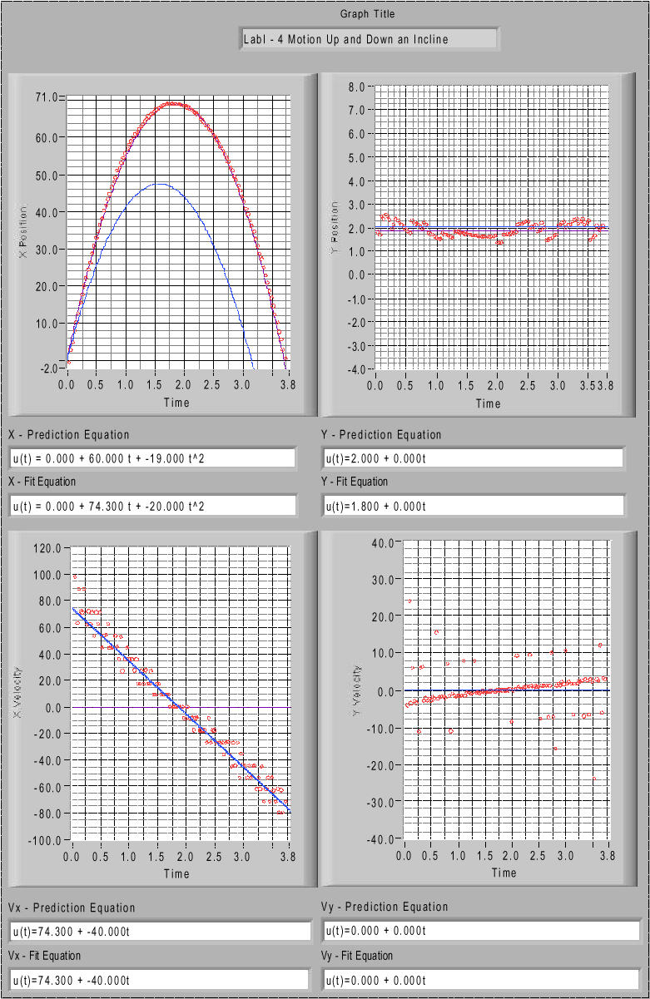 Graph Title
LabI - 4 Motion Up and Down an Incline
71.0
60.0
50.0
40.0
30.0
20.0
10.0
-2.0
X Position
0.0 0.5 1.0 1.5 2.0 2.5 3.0 3.8
Time
8.0
7.0
6.0
5.0
4.0
3.0
2.0
1.0
0.0
-1.0
-2.0
-3.0
-4.0
Y Position
0.0 0.5 1.0 1.5 2.0 2.5 3.0 3.5 3.8
Time
X - Prediction Equation
u(t) = 0.000 + 60.000 t + -19.000 t^2
X - Fit Equation
u(t) = 0.000 + 74.300 t + -20.000 t^2
Y - Prediction Equation
u(t)=2.000 + 0.000t
Y - Fit Equation
u(t)=1.800 + 0.000t
120.0
100.0
80.0
60.0
40.0
20.0
0.0
-20.0
-40.0
-60.0
-80.0
-100.0
X Velocity
0.0 0.5 1.0 1.5 2.0 2.5 3.0 3.8
Time
40.0
30.0
20.0
10.0
0.0
-10.0
-20.0
-30.0
-40.0
Y Velocity
0.0 0.5 1.0 1.5 2.0 2.5 3.0 3.8
Time
Vx - Prediction Equation
u(t)=74.300 + -40.000t
Vx - Fit Equation
u(t)=74.300 + -40.000t
Vy - Prediction Equation
u(t)=0.000 + 0.000t
Vy - Fit Equation
u(t)=0.000 + 0.000t